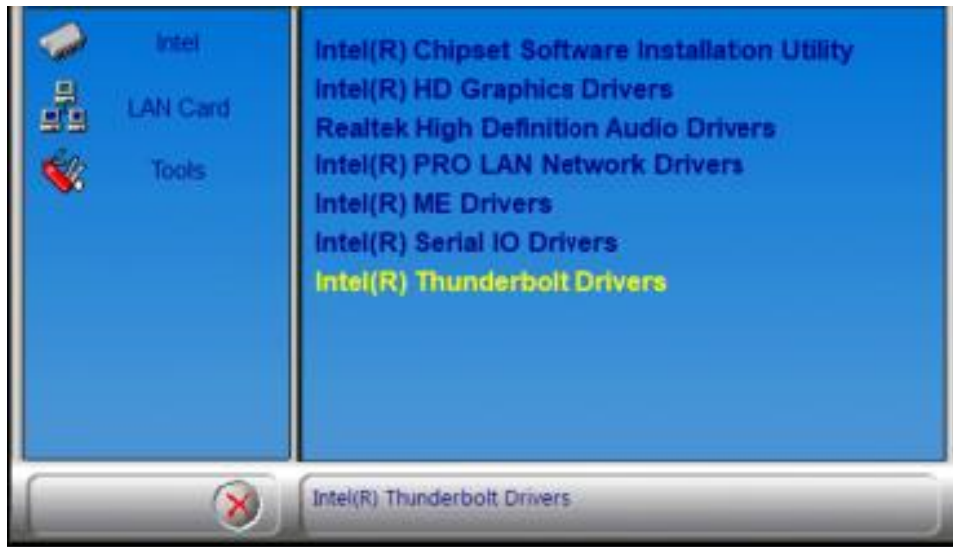 Intel
LAN Card
Tools
Intel(R) Chipset Software Installation Utility
Intel(R) HD Graphics Drivers
Realtek High Definition Audio Drivers
Intel(R) PRO LAN Network Drivers
Intel(R) ME Drivers
Intel(R) Serial IO Drivers
Intel(R) Thunderbolt Drivers
Intel(R) Thunderbolt Drivers